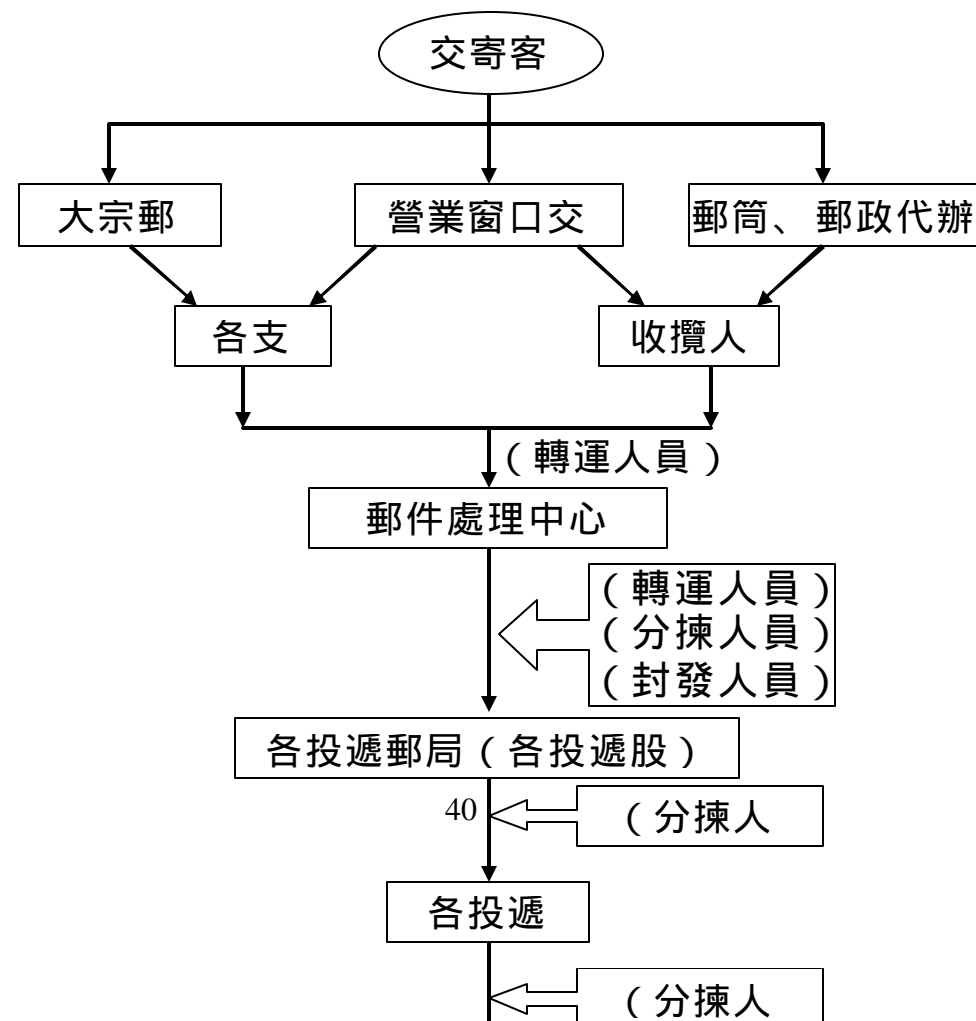 交寄客
大宗郵
營業窗口交
郵筒、郵政代辦
各支
收攬人
（轉運人員）
郵件處理中心
（轉運人員）
（分揀人員）
（封發人員）
各投遞郵局（各投遞股）
40
（分揀人
各投遞
（分揀人